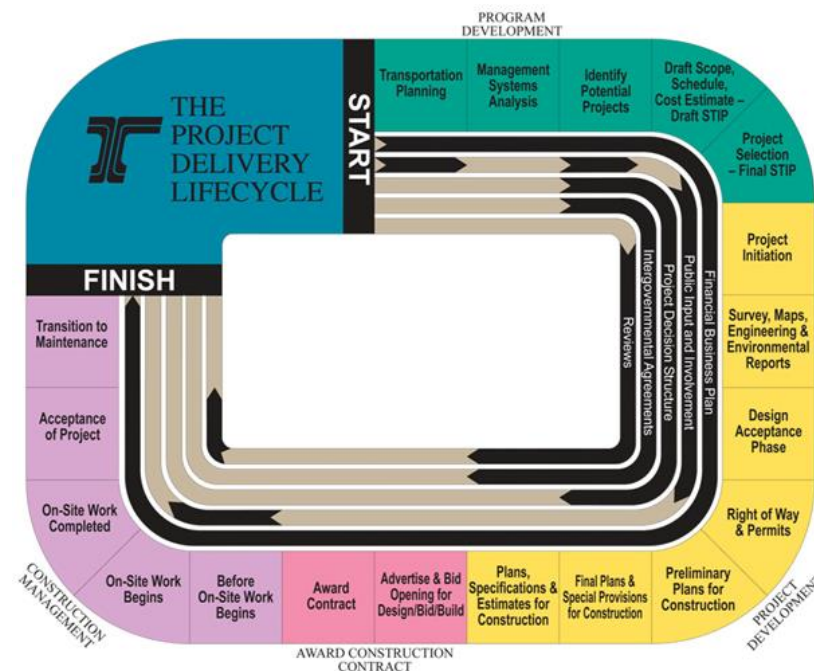 PROGRAM
DEVELOPMENT
THE
PROJECT
DELIVERY
LIFECYCLE
START
Transportation
Planning
Management
Systems
Analysis
Identify
Potential
Projects
Draft Scope,
Schedule,
Cost Estimate –
Draft STIP
Project
Selection
– Final STIP
Project
Initiation
Survey, Maps,
Engineering &
Environmental
Reports
Design
Acceptance
Phase
Right of Way
& Permits
PROJECT
DEVELOPMENT
Preliminary
Plans for
Construction
Final Plans &
Special Provisions
for Construction
Plans,
Specifications &
Estimates for
Construction
Advertise & Bid
Opening for
Design/Bid/Build
Award
Contract
AWARD CONSTRUCTION
CONTRACT
Before
On-Site Work
Begins
On-Site Work
Begins
CONSTRUCTION
MANAGEMENT
On-Site Work
Completed
Acceptance
of Project
Transition to
Maintenance
FINISH
Financial Business Plan
Public Input and Involvement
Project Decision Structure
Intergovernmental Agreements
Reviews